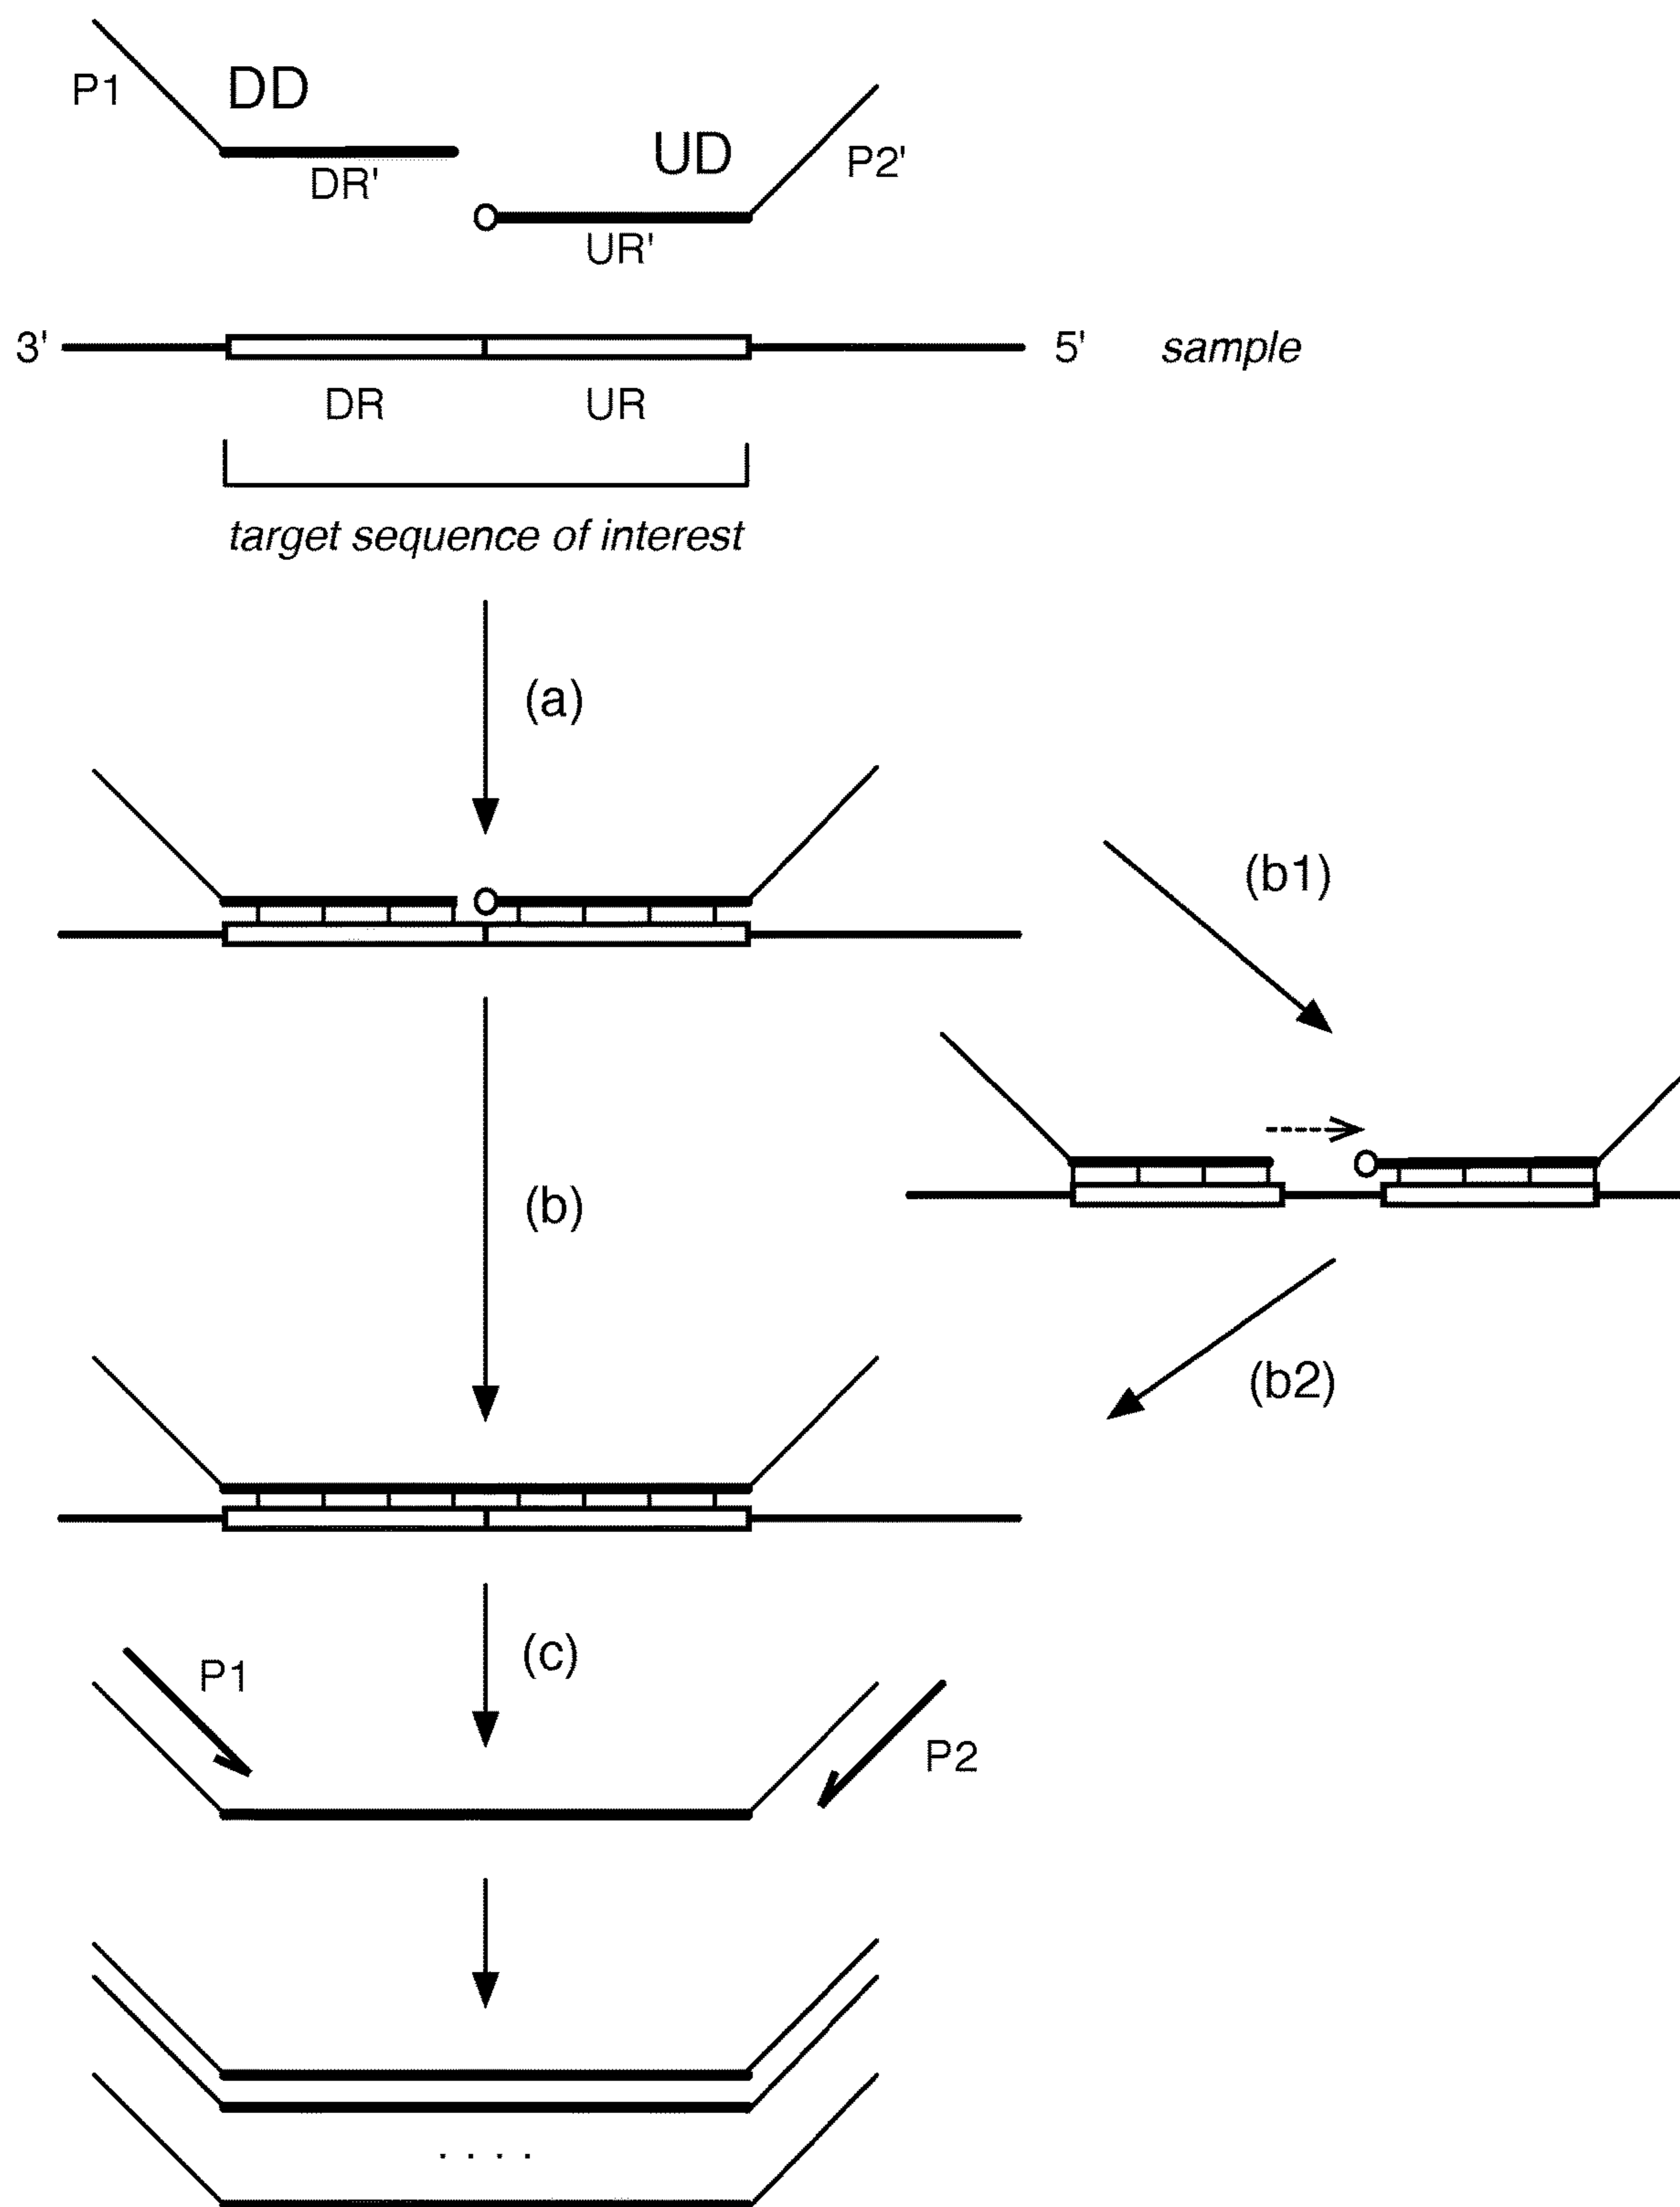 P1 DD
UD P2'
DR'
UR'
3' 5' sample
DR UR
target sequence of interest
(a)
(b1)
(b)
(b2)
(c)
P1
P2
. . . .